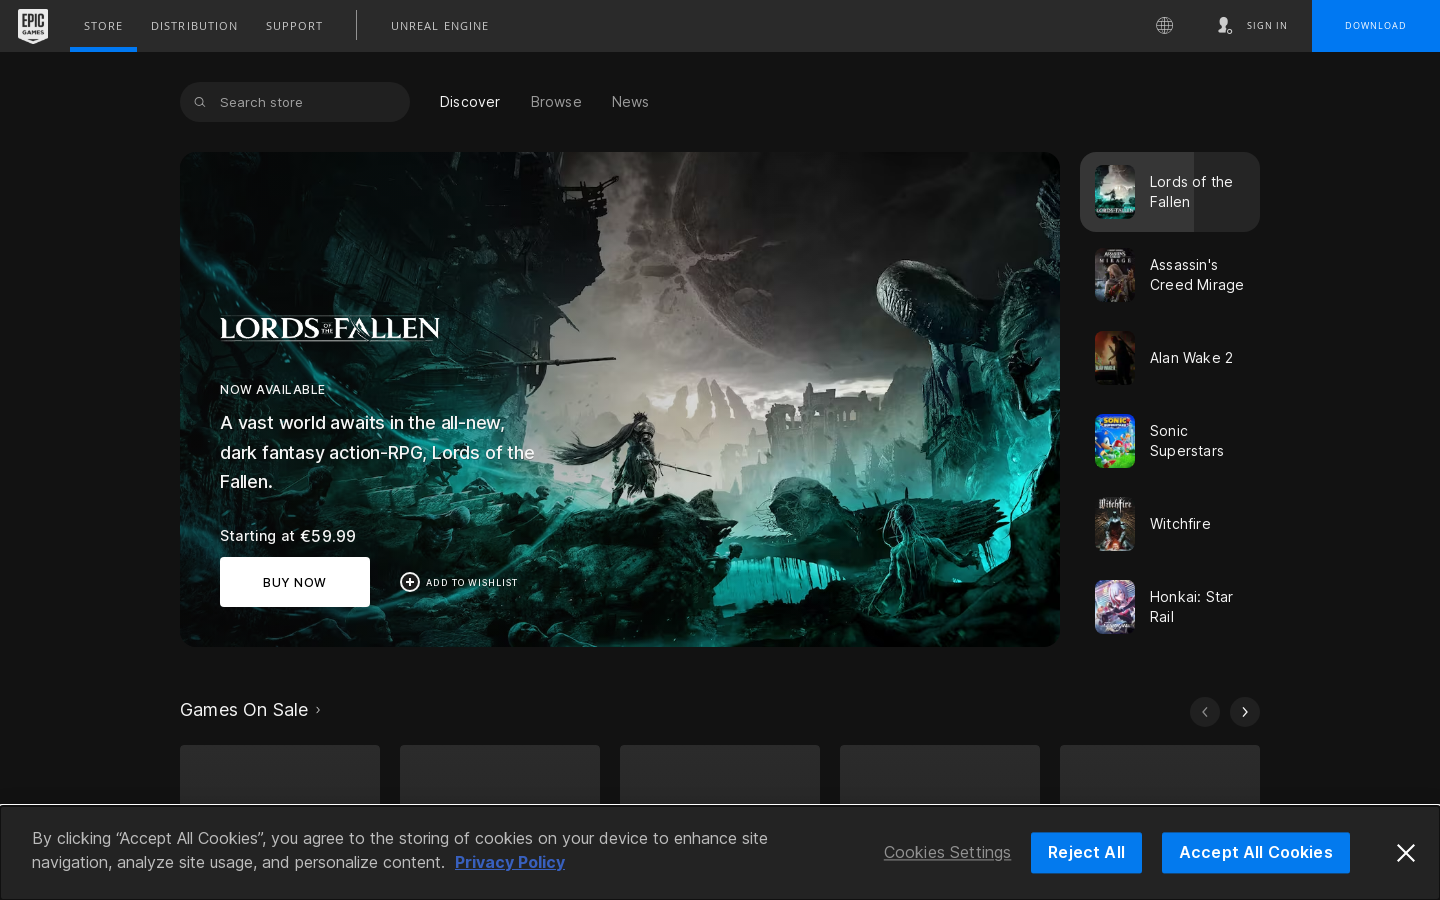 EPIC GAMES
STORE
DISTRIBUTION
SUPPORT
UNREAL ENGINE
SIGN IN
DOWNLOAD
Search store
Discover
Browse
News
LORDS OF THE FALLEN
NOW AVAILABLE
A vast world awaits in the all-new,
dark fantasy action-RPG, Lords of the
Fallen.
Starting at €59.99
BUY NOW
ADD TO WISHLIST
Lords of the
Fallen
Assassin's
Creed Mirage
Alan Wake 2
Sonic
Superstars
Witchfire
Witchfire
Honkai: Star
Rail
Games On Sale
By clicking “Accept All Cookies”, you agree to the storing of cookies on your device to enhance site
navigation, analyze site usage, and personalize content. Privacy Policy
Cookies Settings
Reject All
Accept All Cookies